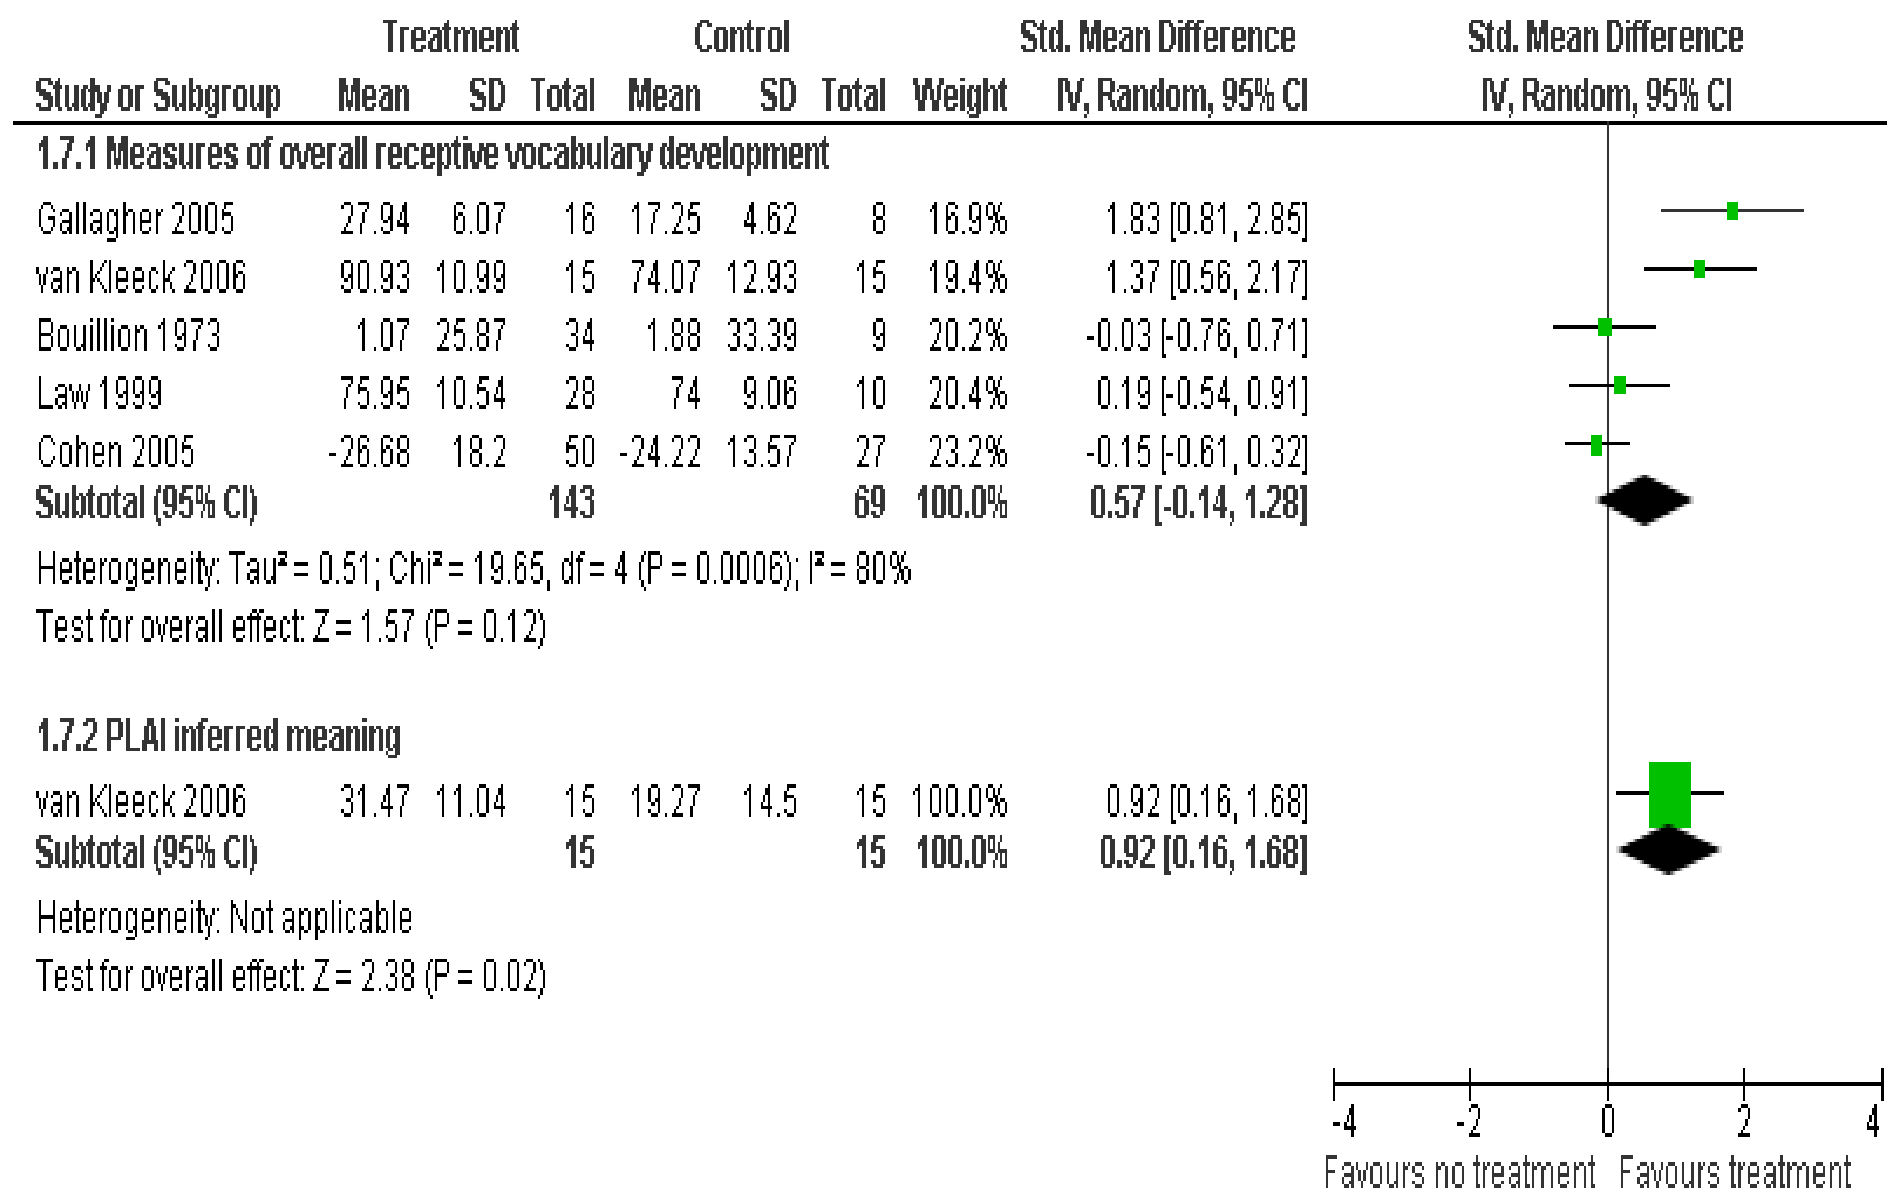 Treatment Control Std. Mean Difference Std. Mean Difference
Study or Subgroup Mean SD Total Mean SD Total Weight IV, Random, 95% CI IV, Random, 95% CI
1.7.1 Measures of overall receptive vocabulary development
Gallagher 2005 27.94 6.07 16 17.25 4.62 8 16.9% 1.83 [0.81, 2.85]
van Kleeck 2006 90.93 10.99 15 74.07 12.93 15 19.4% 1.37 [0.56, 2.17]
Bouillion 1973 1.07 25.87 34 1.88 33.39 9 20.2% -0.03 [-0.76, 0.71]
Law 1999 75.95 10.54 28 74 9.06 10 20.4% 0.19 [-0.54, 0.91]
Cohen 2005 -26.68 18.2 50 -24.22 13.57 27 23.2% -0.15 [-0.61, 0.32]
Subtotal (95% CI) 143 69 100.0% 0.57 [-0.14, 1.28]
Heterogeneity: Tau² = 0.51; Chi² = 19.65, df = 4 (P = 0.0006); I² = 80%
Test for overall effect: Z = 1.57 (P = 0.12)
1.7.2 PLAI inferred meaning
van Kleeck 2006 31.47 11.04 15 19.27 14.5 15 100.0% 0.92 [0.16, 1.68]
Subtotal (95% CI) 15 15 100.0% 0.92 [0.16, 1.68]
Heterogeneity: Not applicable
Test for overall effect: Z = 2.38 (P = 0.02)
-4 -2 0 2 4
Favours no treatment Favours treatment